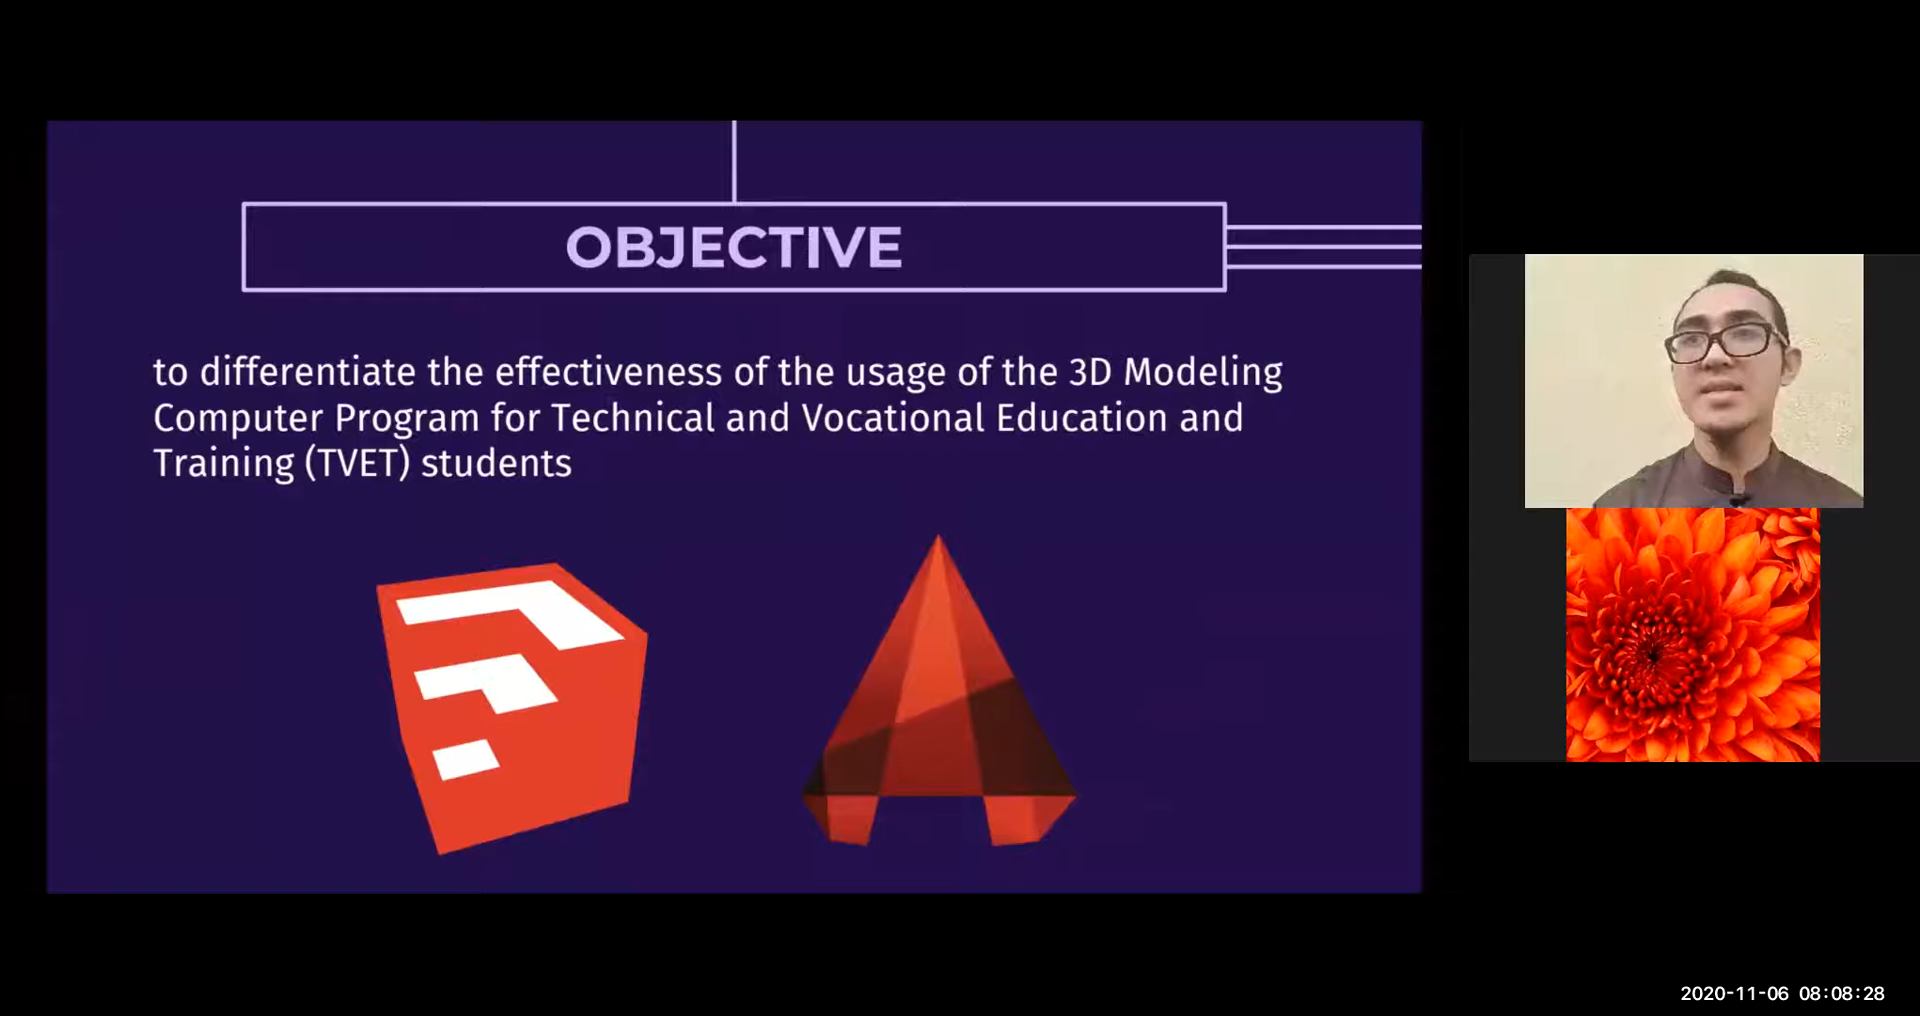 OBJECTIVE
to differentiate the effectiveness of the usage of the 3D Modeling
Computer Program for Technical and Vocational Education and
Training (TVET) students
2020-11-06 08:08:28